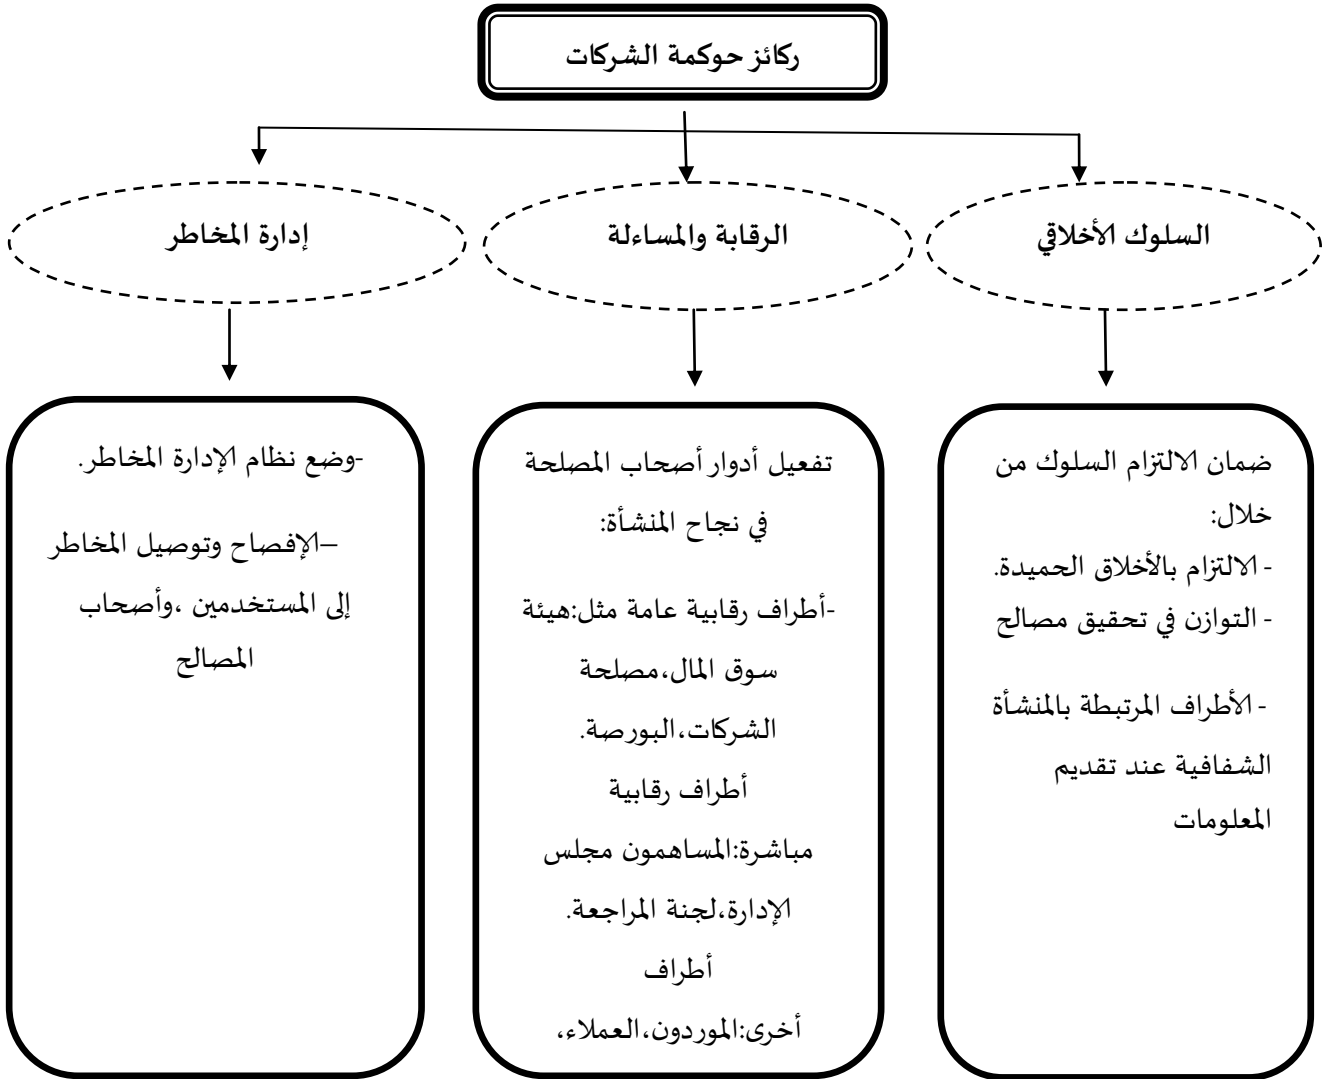 ركائز حوكمة الشركات
السلوك الأخلاقي
الرقابة والمساءلة
إدارة المخاطر
ضمان الالتزام السلوك من
خلال:
- الالتزام بالأخلاق الحميدة.
- التوازن في تحقيق مصالح
- الأطراف المرتبطة بالمنشأة
الشفافية عند تقديم
المعلومات
تفعيل أدوار أصحاب المصلحة
في نجاح المنشأة:
-أطراف رقابية عامة مثل:هيئة
سوق المال،مصلحة
الشركات،البورصة.
أطراف رقابية
مباشرة:المساهمون مجلس
الإدارة،لجنة المراجعة.
أطراف
أخرى:الموردون،العملاء،
-وضع نظام الإدارة المخاطر.
–الإفصاح وتوصيل المخاطر
إلى المستخدمين ،وأصحاب
المصالح